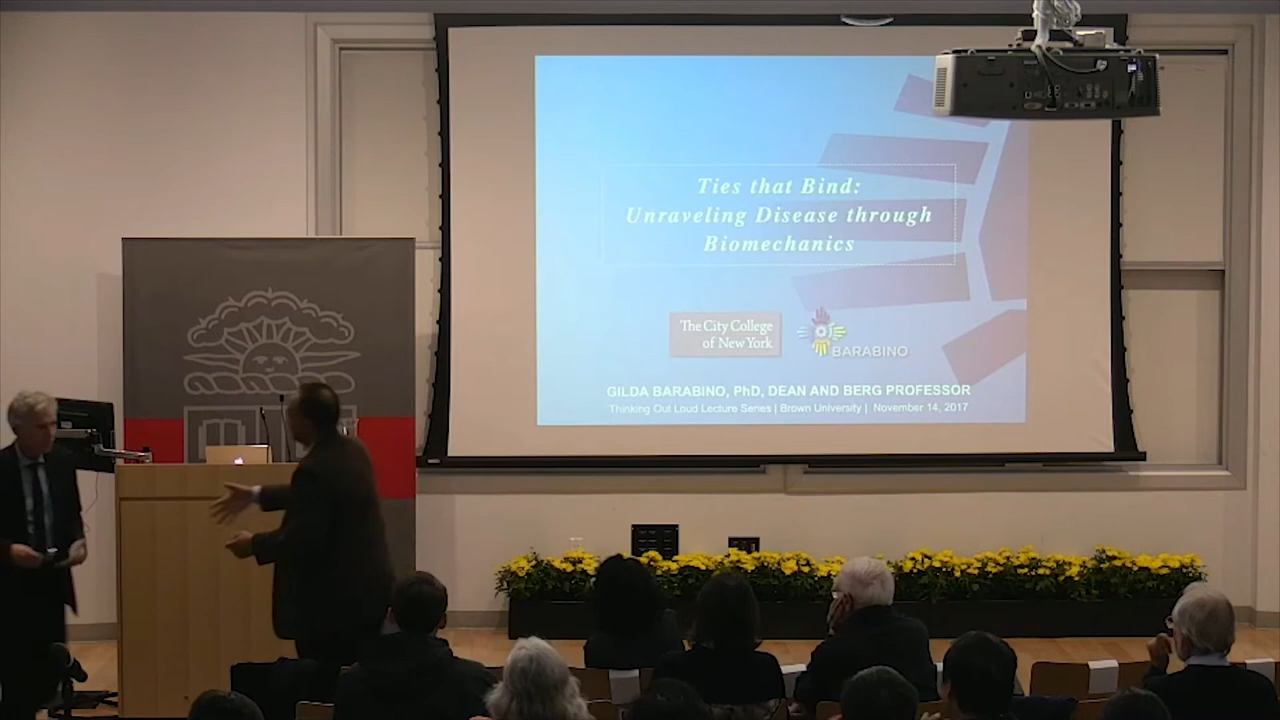 Ties that Bind:
Unraveling Disease through
Biomechanics
The City College
of New York
BARABINO
GILDA BARABINO, PhD, DEAN AND BERG PROFESSOR
Thinking Out Loud Lecture Series | Brown University | November 14, 2017